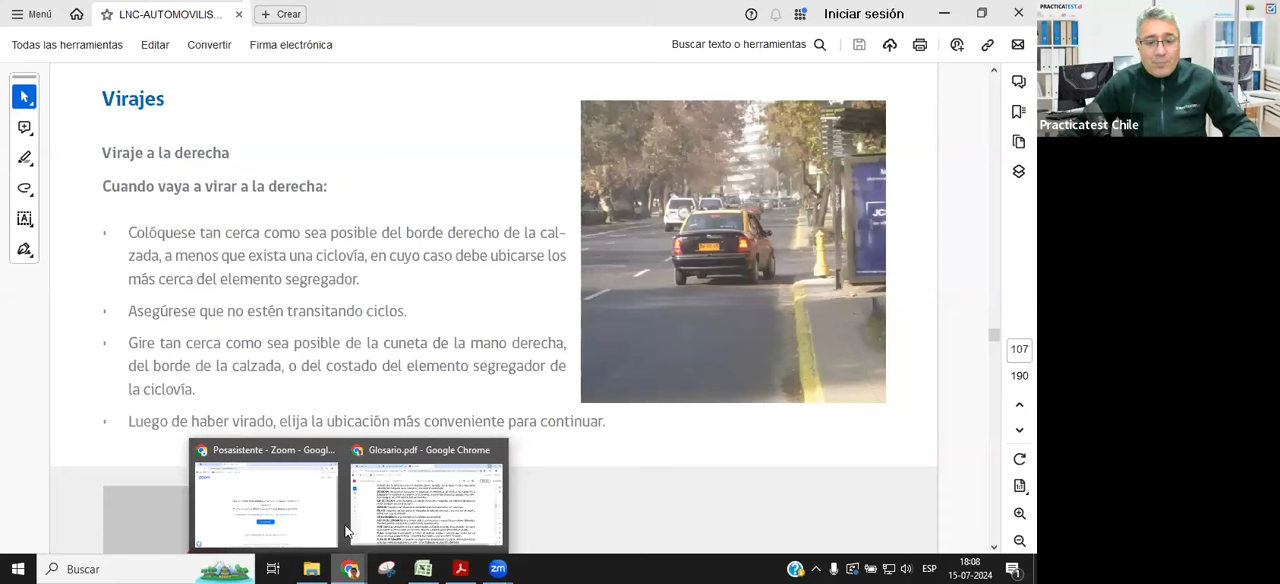 Menú
LNC-AUTOMOVILIS...
Crear
Iniciar sesión
Todas las herramientas
Editar
Convertir
Firma electrónica
Buscar texto o herramientas
Virajes
Viraje a la derecha
Cuando vaya a virar a la derecha:
· Colóquese tan cerca como sea posible del borde derecho de la cal-
zada, a menos que exista una ciclovía, en cuyo caso debe ubicarse los
más cerca del elemento segregador.
· Asegúrese que no estén transitando ciclos.
· Gire tan cerca como sea posible de la cuneta de la mano derecha,
del borde de la calzada, o del costado del elemento segregador de
la ciclovía.
· Luego de haber virado, elija la ubicación más conveniente para continuar.
107
190
PRACTICATEST.cl
Practicatest Chile
Posasistente - Zoom - Googl...
Glosario.pdf - Google Chrome
zoom
Buscar
zm
ESP
18:08
15-07-2024